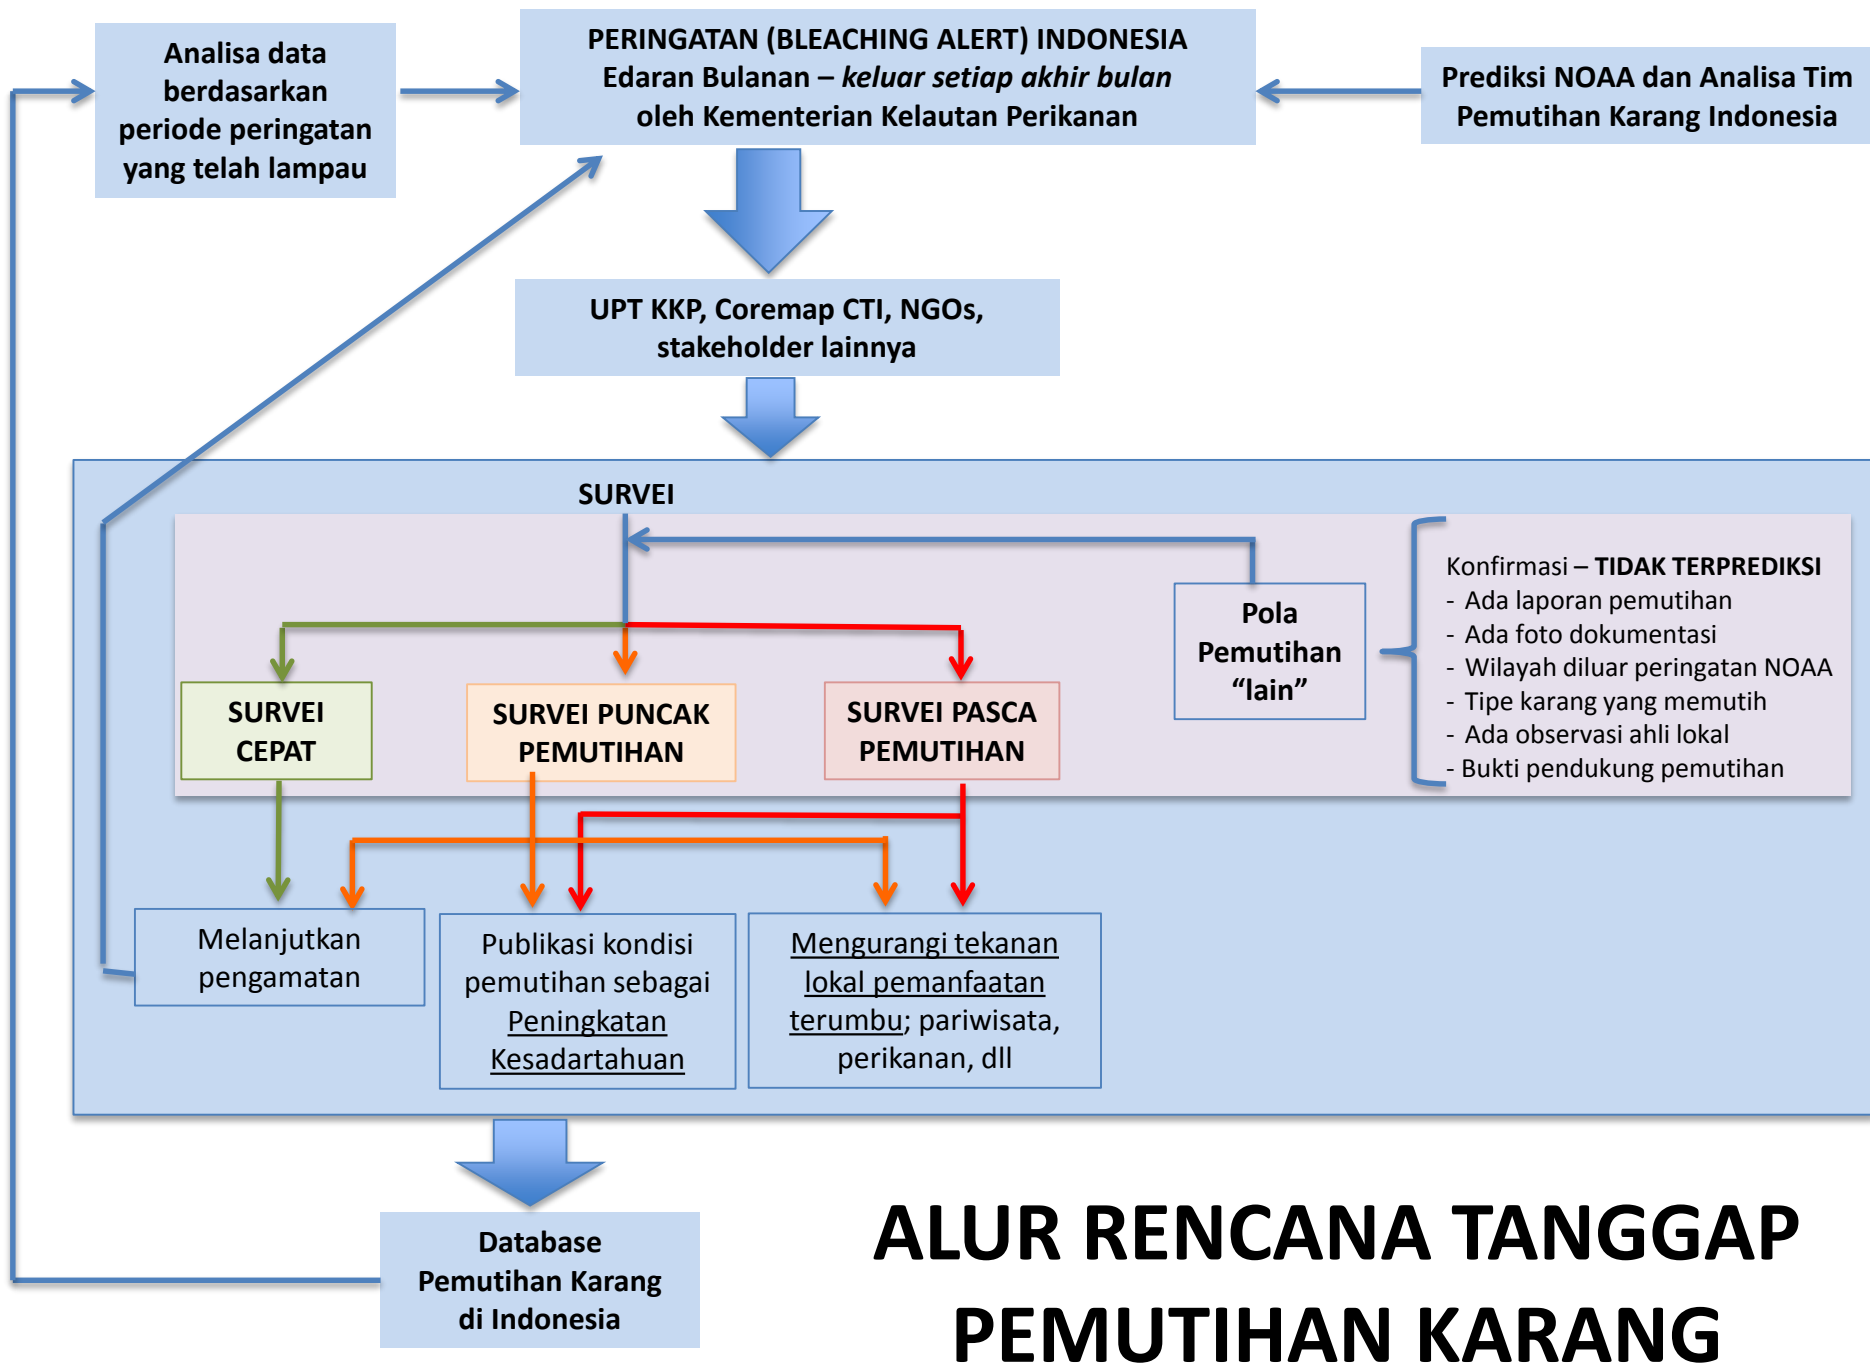 Analisa data
berdasarkan
periode peringatan
yang telah lampau
PERINGATAN (BLEACHING ALERT) INDONESIA
Edaran Bulanan – keluar setiap akhir bulan
oleh Kementerian Kelautan Perikanan
Prediksi NOAA dan Analisa Tim
Pemutihan Karang Indonesia
UPT KKP, Coremap CTI, NGOs,
stakeholder lainnya
SURVEI
Pola
Pemutihan
“lain”
Konfirmasi – TIDAK TERPREDIKSI
- Ada laporan pemutihan
- Ada foto dokumentasi
- Wilayah diluar peringatan NOAA
- Tipe karang yang memutih
- Ada observasi ahli lokal
- Bukti pendukung pemutihan
SURVEI
CEPAT
SURVEI PUNCAK
PEMUTIHAN
SURVEI PASCA
PEMUTIHAN
Melanjutkan
pengamatan
Publikasi kondisi
pemutihan sebagai
Peningkatan
Kesadartahuan
Mengurangi tekanan
lokal pemanfaatan
terumbu; pariwisata,
perikanan, dll
Database
Pemutihan Karang
di Indonesia
ALUR RENCANA TANGGAP
PEMUTIHAN KARANG